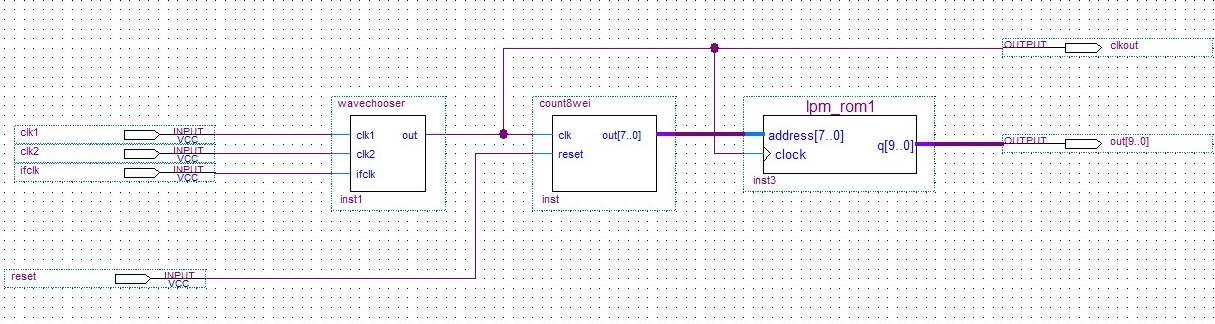 OUTPUT clkout
wavechooser
count8wei
lpm_rom1
clk1 INPUT VCC
clk1 out
clk out[7..0]
address[7..0]
OUTPUT out[9..0]
q[9..0]
clk2 INPUT VCC
clk2
reset
clock
ifclk INPUT VCC
ifclk
inst1
inst
inst3
reset INPUT VCC